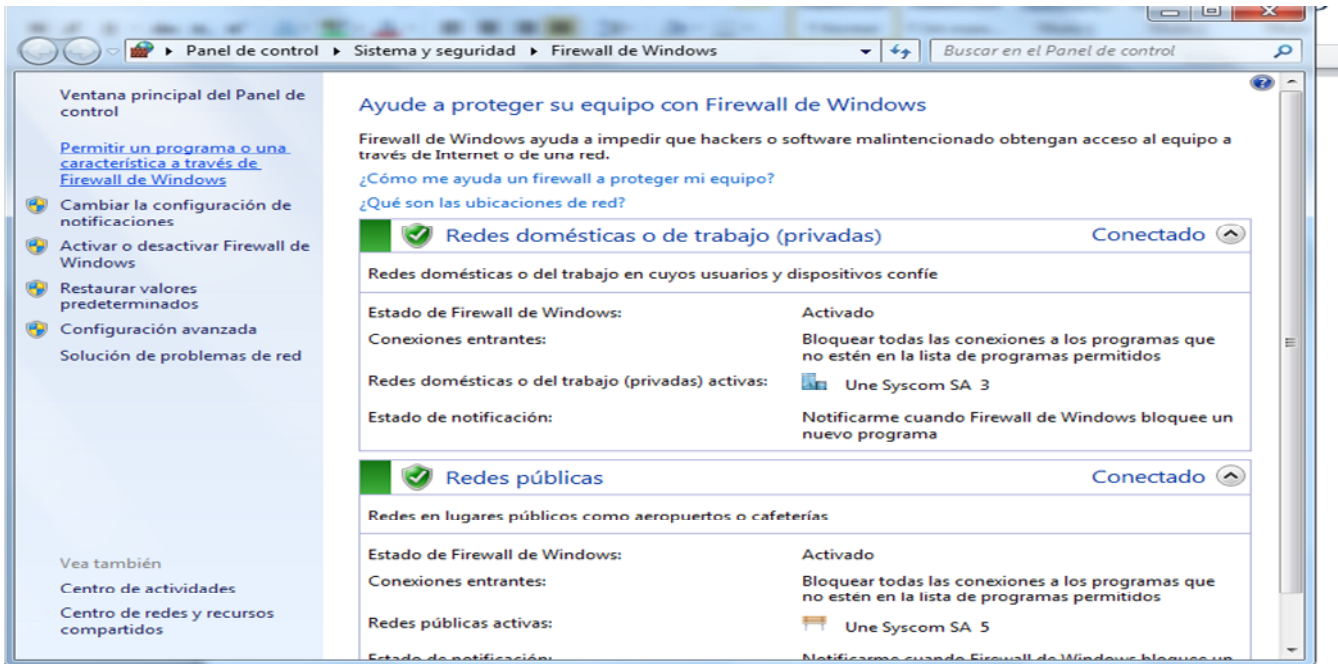 Panel de control ▸ Sistema y seguridad ▸ Firewall de Windows
Buscar en el Panel de control
Ventana principal del Panel de
control
Permitir un programa o una
característica a través de
Firewall de Windows
Cambiar la configuración de
notificaciones
Activar o desactivar Firewall de
Windows
Restaurar valores
predeterminados
Configuración avanzada
Solución de problemas de red
Vea también
Centro de actividades
Centro de redes y recursos
compartidos
Ayude a proteger su equipo con Firewall de Windows
Firewall de Windows ayuda a impedir que hackers o software malintencionado obtengan acceso al equipo a
través de Internet o de una red.
¿Cómo me ayuda un firewall a proteger mi equipo?
¿Qué son las ubicaciones de red?
Redes domésticas o de trabajo (privadas) Conectado
Redes domésticas o del trabajo en cuyos usuarios y dispositivos confíe
Estado de Firewall de Windows: Activado
Conexiones entrantes: Bloquear todas las conexiones a los programas que
no estén en la lista de programas permitidos
Redes domésticas o del trabajo (privadas) activas: Une Syscom SA 3
Estado de notificación: Notificarme cuando Firewall de Windows bloquee un
nuevo programa
Redes públicas Conectado
Redes en lugares públicos como aeropuertos o cafeterías
Estado de Firewall de Windows: Activado
Conexiones entrantes: Bloquear todas las conexiones a los programas que
no estén en la lista de programas permitidos
Redes públicas activas: Une Syscom SA 5
Estado de notificación: Notificarme cuando Firewall de Windows bloquee un